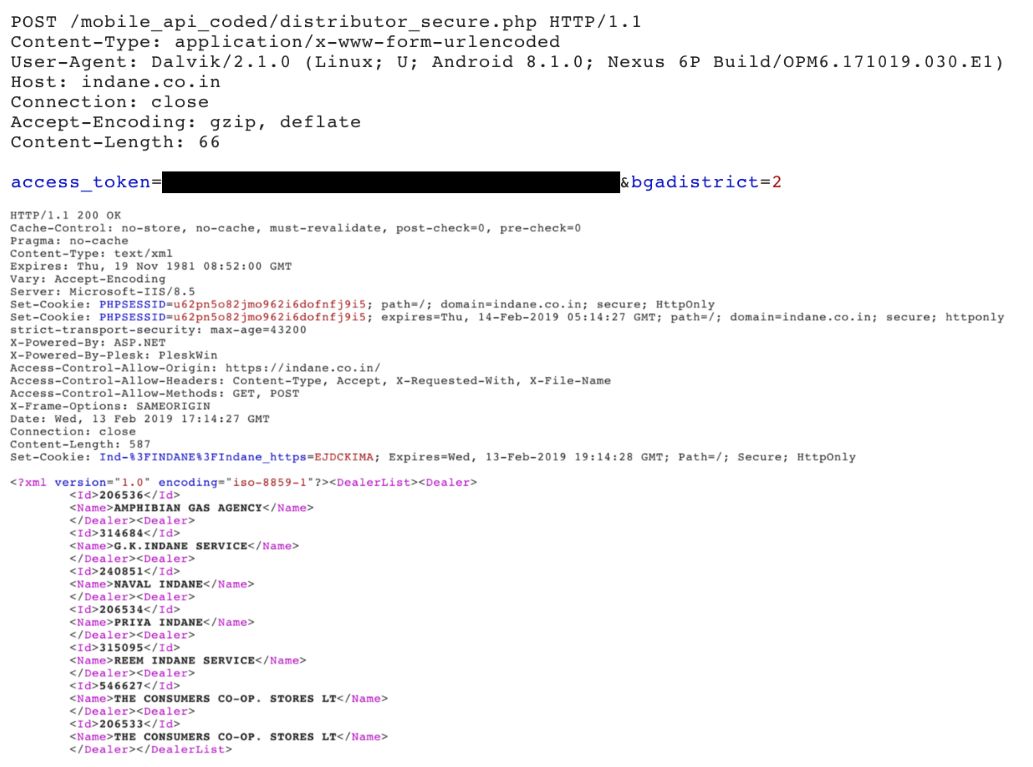 POST /mobile_api_coded/distributor_secure.php HTTP/1.1
Content-Type: application/x-www-form-urlencoded
User-Agent: Dalvik/2.1.0 (Linux; U; Android 8.1.0; Nexus 6P Build/OPM6.171019.030.E1)
Host: indane.co.in
Connection: close
Accept-Encoding: gzip, deflate
Content-Length: 66
access_token=&bgadistrict=2
HTTP/1.1 200 OK
Cache-Control: no-store, no-cache, must-revalidate, post-check=0, pre-check=0
Pragma: no-cache
Content-Type: text/xml
Expires: Thu, 19 Nov 1981 08:52:00 GMT
Vary: Accept-Encoding
Server: Microsoft-IIS/8.5
Set-Cookie: PHPSESSID=u62pn5o82jmo962i6dofnfj9i5; path=/; domain=indane.co.in; secure; HttpOnly
Set-Cookie: PHPSESSID=u62pn5o82jmo962i6dofnfj9i5; expires=Thu, 14-Feb-2019 05:14:27 GMT; path=/; domain=indane.co.in; secure; httponly
strict-transport-security: max-age=43200
X-Powered-By: ASP.NET
X-Powered-By-Plesk: PleskWin
Access-Control-Allow-Origin: https://indane.co.in/
Access-Control-Allow-Headers: Content-Type, Accept, X-Requested-With, X-File-Name
Access-Control-Allow-Methods: GET, POST
X-Frame-Options: SAMEORIGIN
Date: Wed, 13 Feb 2019 17:14:27 GMT
Connection: close
Content-Length: 587
Set-Cookie: Ind-%3FINDANE%3FIndane_https=EJDCKIMA; Expires=Wed, 13-Feb-2019 19:14:28 GMT; Path=/; Secure; HttpOnly
<?xml version="1.0" encoding="iso-8859-1"?><DealerList><Dealer>
<Id>206536</Id>
<Name>AMPHIBIAN GAS AGENCY</Name>
</Dealer><Dealer>
<Id>314684</Id>
<Name>G.K.INDANE SERVICE</Name>
</Dealer><Dealer>
<Id>240851</Id>
<Name>NAVAL INDANE</Name>
</Dealer><Dealer>
<Id>206534</Id>
<Name>PRIYA INDANE</Name>
</Dealer><Dealer>
<Id>315095</Id>
<Name>REEM INDANE SERVICE</Name>
</Dealer><Dealer>
<Id>546627</Id>
<Name>THE CONSUMERS CO-OP. STORES LT</Name>
</Dealer><Dealer>
<Id>206533</Id>
<Name>THE CONSUMERS CO-OP. STORES LT</Name>
</Dealer></DealerList>